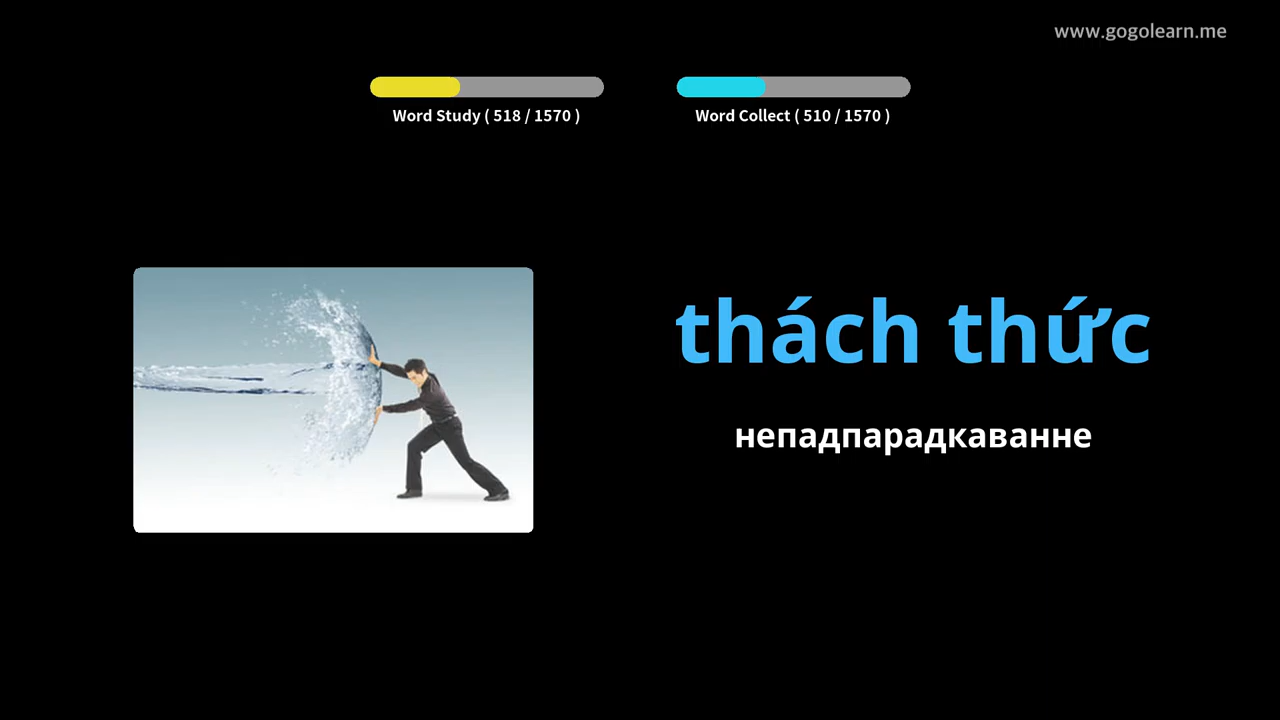 www.gogolearn.me
Word Study ( 518 / 1570 )
Word Collect ( 510 / 1570 )
thách thức
непадпарадкаванне